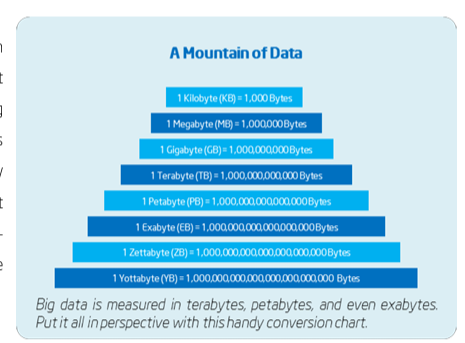 A Mountain of Data
1 Kilobyte (KB) = 1,000 Bytes
1 Megabyte (MB) = 1,000,000 Bytes
1 Gigabyte (GB) = 1,000,000,000 Bytes
1 Terabyte (TB) = 1,000,000,000,000 Bytes
1 Petabyte (PB) = 1,000,000,000,000,000 Bytes
1 Exabyte (EB) = 1,000,000,000,000,000,000 Bytes
1 Zettabyte (ZB) = 1,000,000,000,000,000,000,000 Bytes
1 Yottabyte (YB) = 1,000,000,000,000,000,000,000,000 Bytes
Big data is measured in terabytes, petabytes, and even exabytes.
Put it all in perspective with this handy conversion chart.